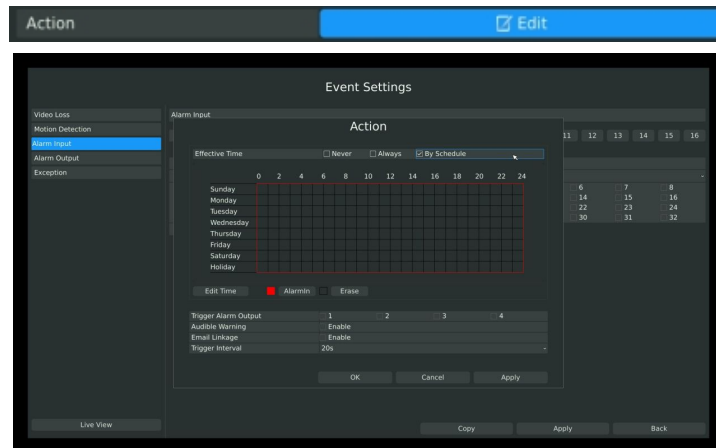 Action Edit
Event Settings
Video Loss
Motion Detection
Alarm Input
Alarm Output
Exception
Alarm Input
11 12 13 14 15 16
6 7 8
14 15 16
22 23 24
30 31 32
Action
Effective Time Never Always By Schedule
0 2 4 6 8 10 12 14 16 18 20 22 24
Sunday
Monday
Tuesday
Wednesday
Thursday
Friday
Saturday
Holiday
Edit Time AlarmIn Erase
Trigger Alarm Output 1 2 3 4
Audible Warning Enable
Email Linkage Enable
Trigger Interval 20s
OK Cancel Apply
Live View Copy Apply Back